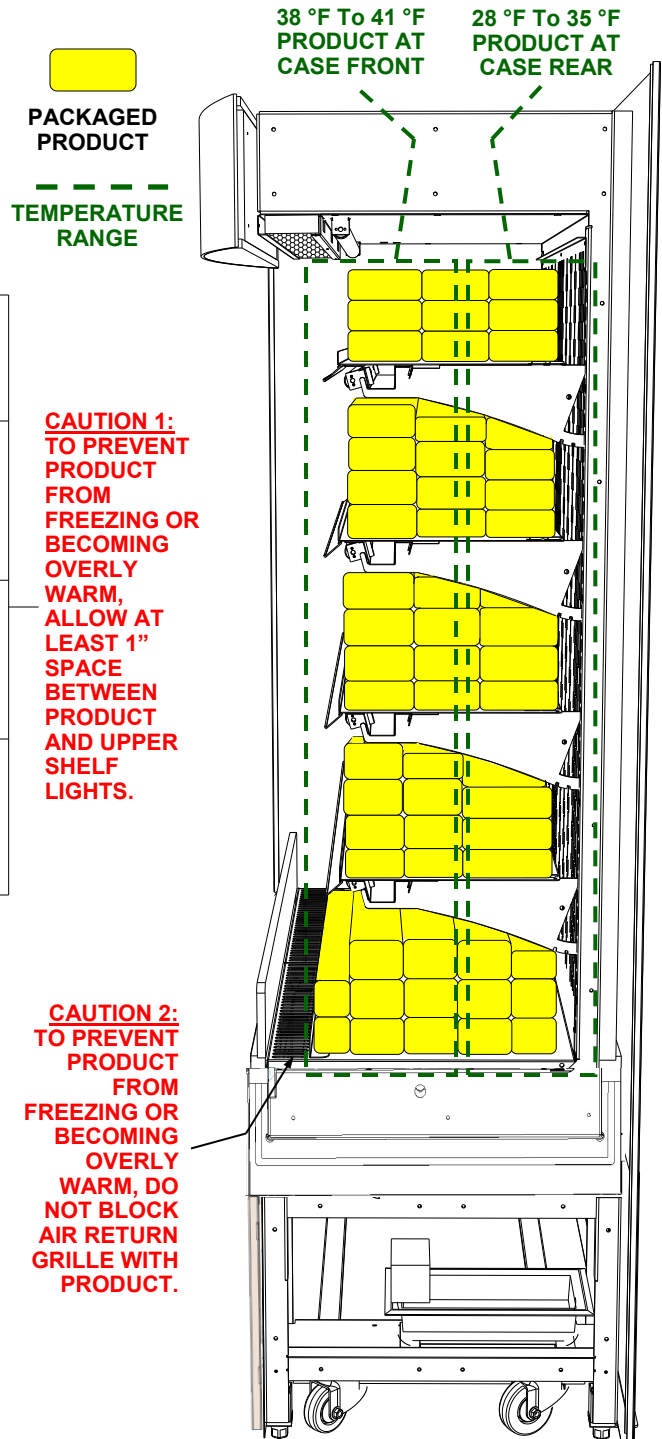 38 °F To 41 °F
PRODUCT AT
CASE FRONT
28 °F To 35 °F
PRODUCT AT
CASE REAR
PACKAGED
PRODUCT
TEMPERATURE
RANGE
CAUTION 1:
TO PREVENT
PRODUCT
FROM
FREEZING OR
BECOMING
OVERLY
WARM,
ALLOW AT
LEAST 1”
SPACE
BETWEEN
PRODUCT
AND UPPER
SHELF
LIGHTS.
CAUTION 2:
TO PREVENT
PRODUCT
FROM
FREEZING OR
BECOMING
OVERLY
WARM, DO
NOT BLOCK
AIR RETURN
GRILLE WITH
PRODUCT.